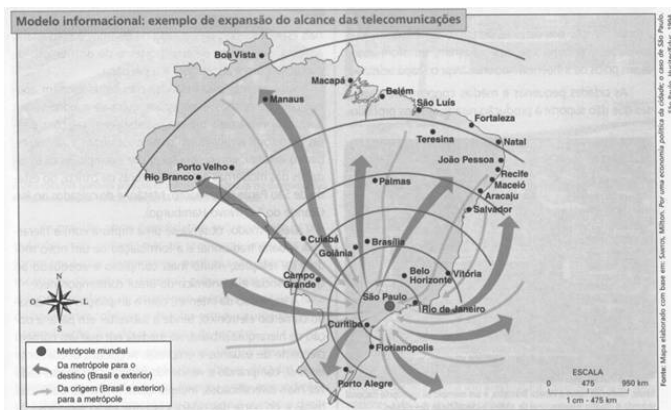 Modelo informacional: exemplo de expansão do alcance das telecomunicações
Boa Vista
Macapá
Belém
Manaus
São Luís
Fortaleza
Teresina
Natal
João Pessoa
Porto Velho
Recife
Rio Branco
Maceió
Palmas
Aracaju
Salvador
Cuiabá
Brasília
Goiânia
Campo
Grande
Belo
Horizonte
Vitória
São Paulo
Rio de Janeiro
Curitiba
Florianópolis
Porto Alegre
N
O
L
S
Metrópole mundial
Da metrópole para o
destino (Brasil e exterior)
Da origem (Brasil e exterior)
para a metrópole
ESCALA
0 475 950 km
1 cm - 475 km
Fonte: Mapa elaborado com base em: Santos, Milton. Por uma economia política da cidade: o caso de São Paulo.